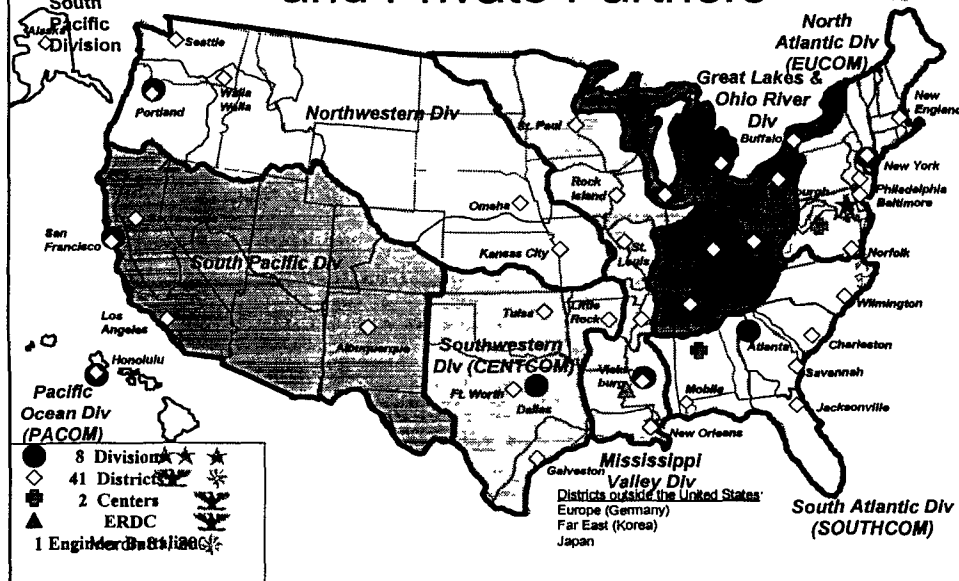 and Private Partners
South
Pacific
Division
Alaska
Seattle
Walla
Walla
Portland
Northwestern Div
North
Atlantic Div
(EUCOM)
Great Lakes &
Ohio River
Div
Buffalo
New
England
New York
Philadelphia
Baltimore
Norfolk
St. Paul
Rock
Island
Omaha
Kansas City
St.
Louis
San
Francisco
South Pacific Div
Los
Angeles
Albuquerque
Tulsa
Little
Rock
Southwestern
Div (CENTCOM)
Ft. Worth
Dallas
Vicks
burg
Mobile
Atlanta
Wilmington
Charleston
Savannah
Jacksonville
New Orleans
Galveston
Honolulu
Pacific
Ocean Div
(PACOM)
Mississippi
Valley Div
South Atlantic Div
(SOUTHCOM)
Districts outside the United States:
Europe (Germany)
Far East (Korea)
Japan
8 Division
41 Districts
2 Centers
ERDC
1 Engineer Battalion